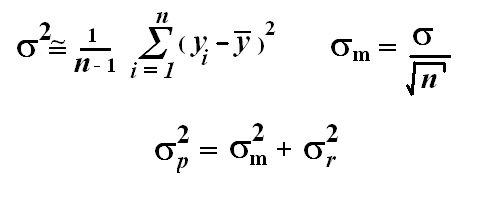 σ² ≅ 1/(n - 1) Σ_{i = 1}^{n} (y_i - ȳ)²   σ_m = σ/√n
σ_p² = σ_m² + σ_r²